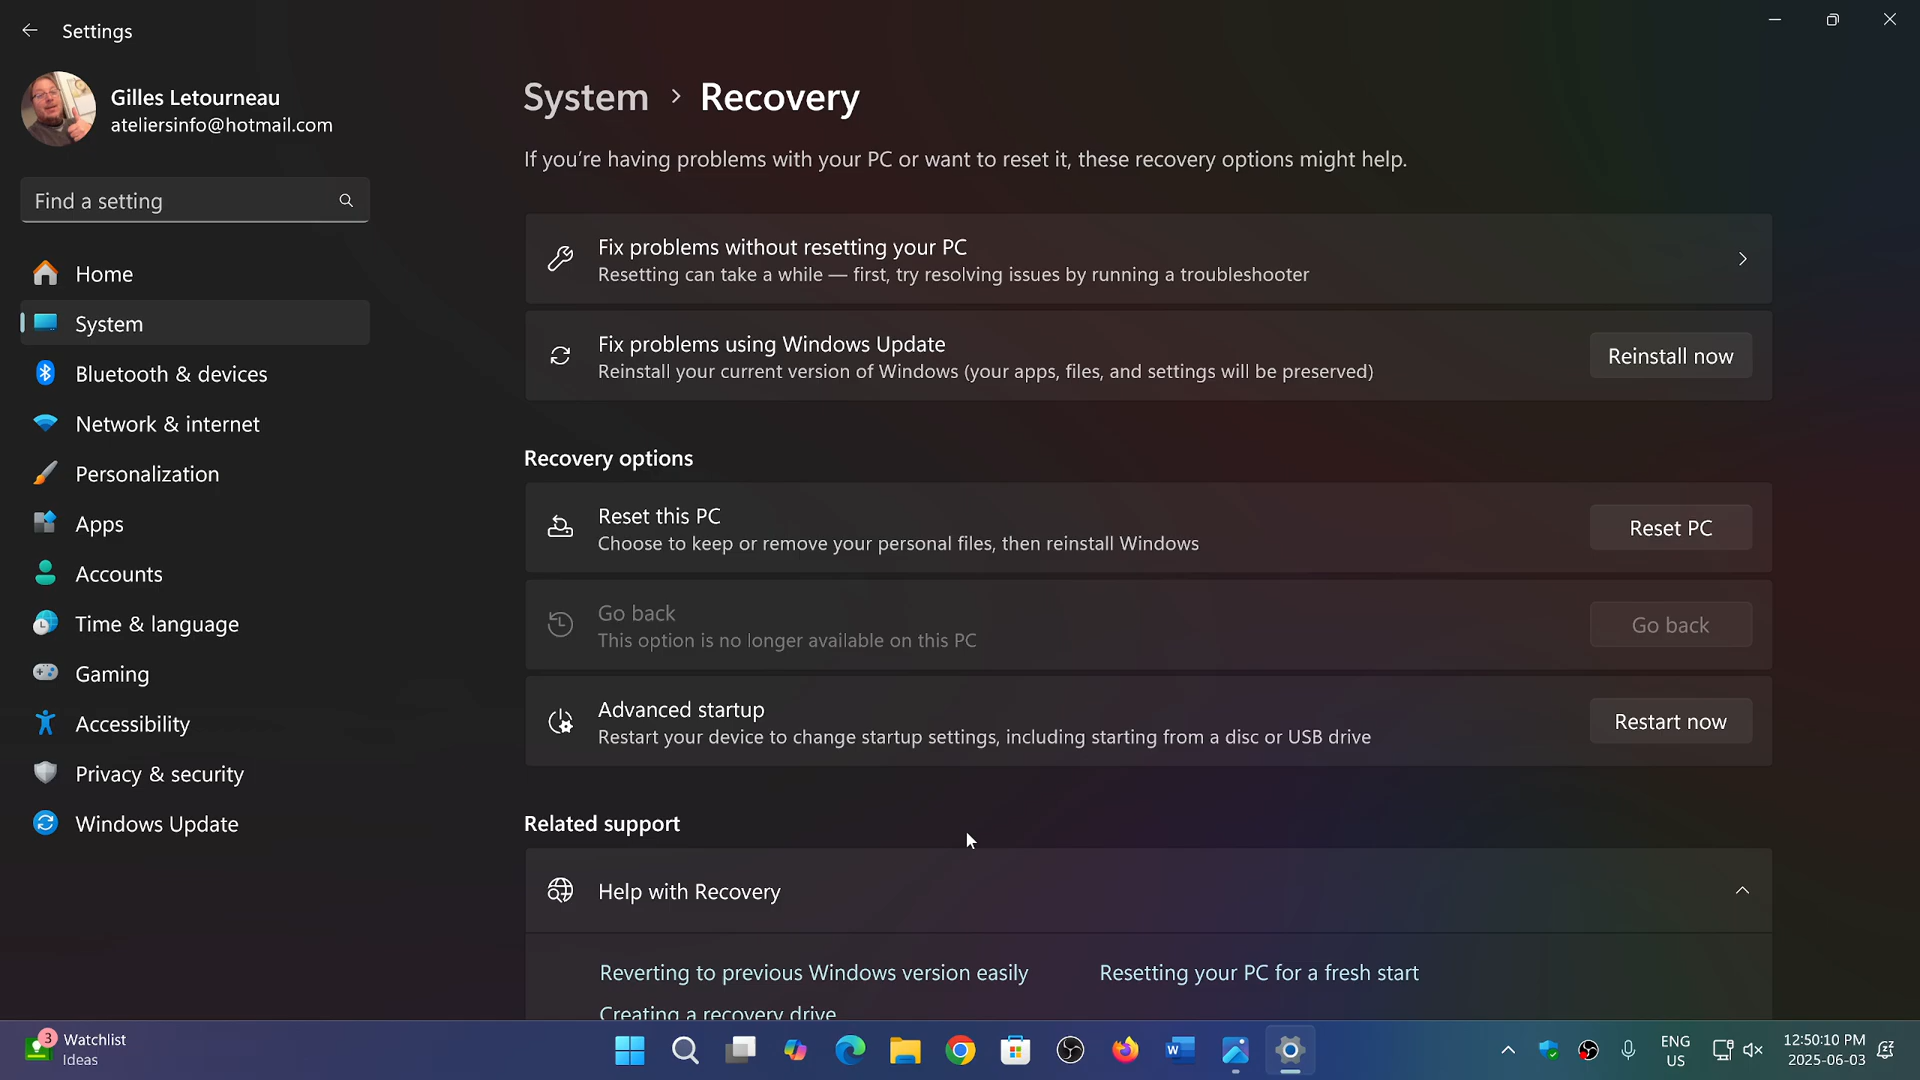 Settings
Gilles Letourneau
ateliersinfo@hotmail.com
Find a setting
Home
System
Bluetooth & devices
Network & internet
Personalization
Apps
Accounts
Time & language
Gaming
Accessibility
Privacy & security
Windows Update
System > Recovery
If you're having problems with your PC or want to reset it, these recovery options might help.
Fix problems without resetting your PC
Resetting can take a while — first, try resolving issues by running a troubleshooter
Fix problems using Windows Update
Reinstall your current version of Windows (your apps, files, and settings will be preserved)
Reinstall now
Recovery options
Reset this PC
Choose to keep or remove your personal files, then reinstall Windows
Reset PC
Go back
This option is no longer available on this PC
Go back
Advanced startup
Restart your device to change startup settings, including starting from a disc or USB drive
Restart now
Related support
Help with Recovery
Reverting to previous Windows version easily
Resetting your PC for a fresh start
Creating a recovery drive
3
Watchlist
Ideas
W
ENG
US
12:50:10 PM
2025-06-03